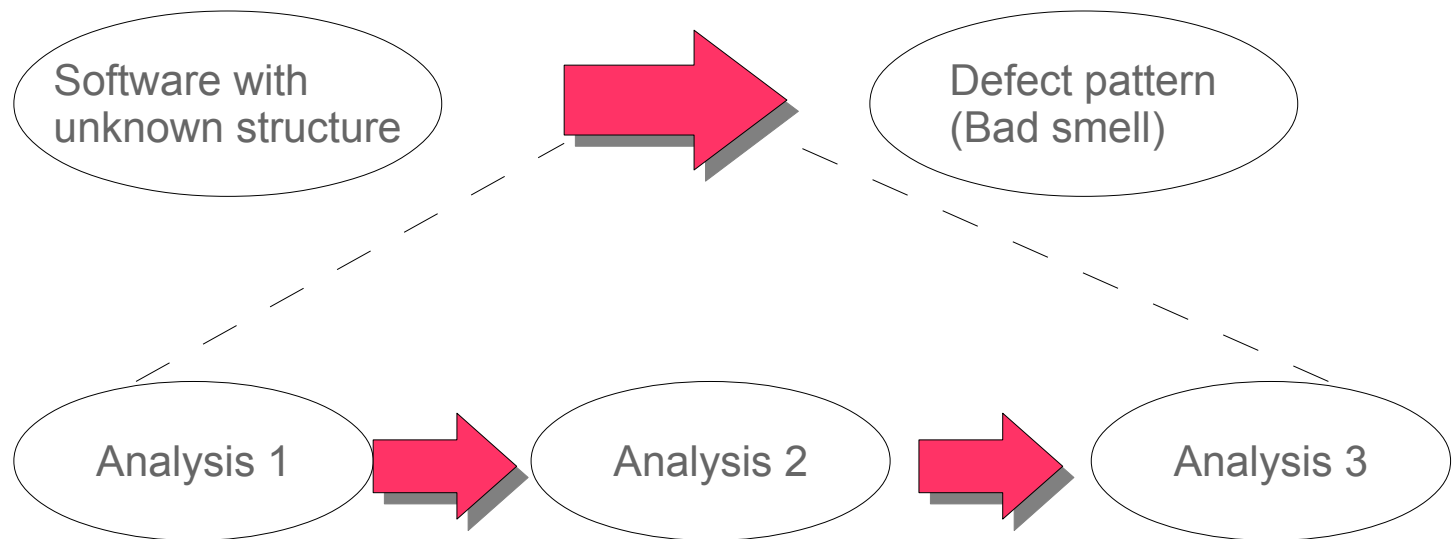 Software with
unknown structure
Defect pattern
(Bad smell)
Analysis 1
Analysis 2
Analysis 3